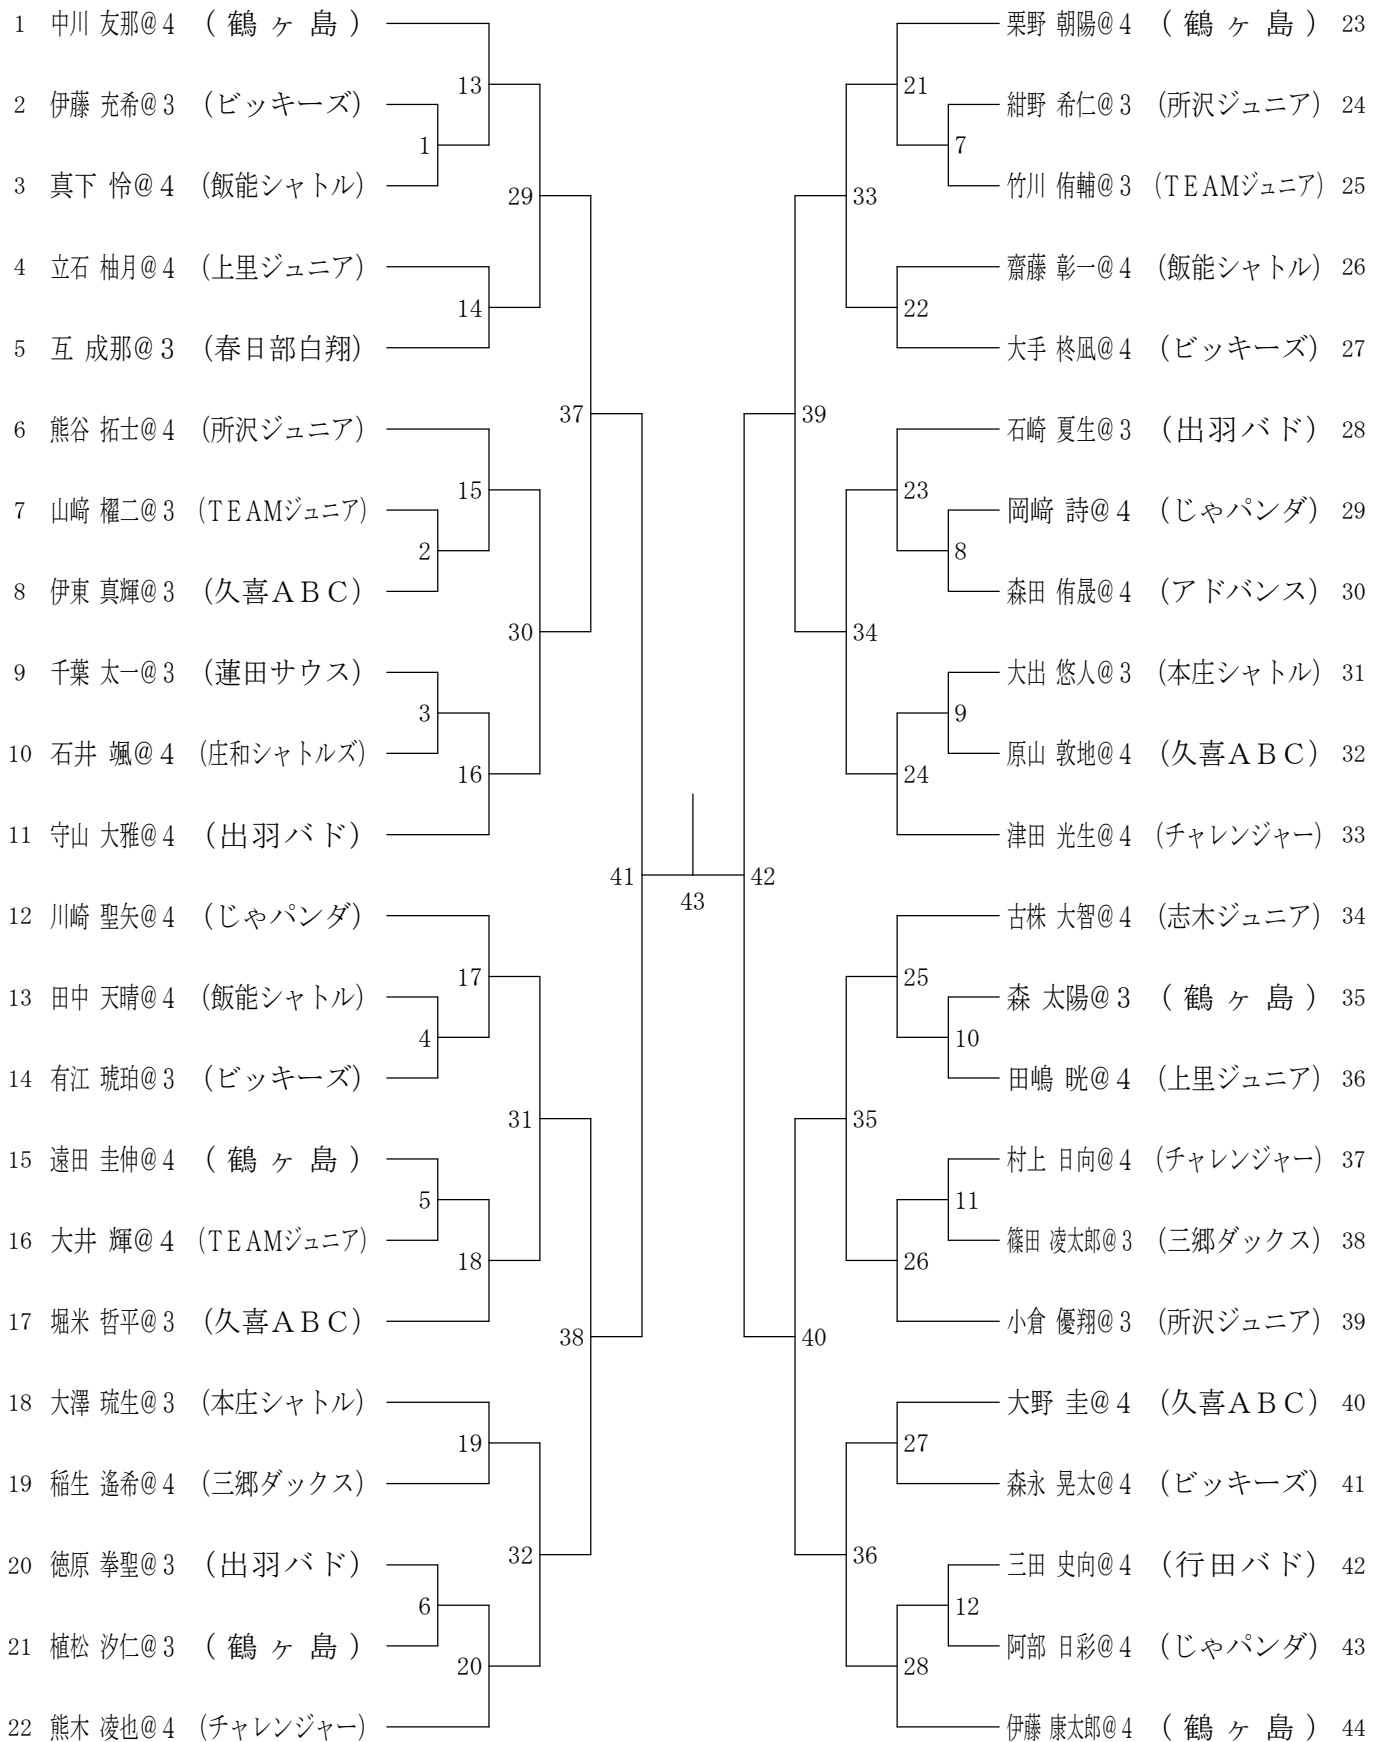 1 中川 友那@4 (鶴ヶ島)
2 伊藤 充希@3 (ビッキーズ)
3 真下 怜@4 (飯能シャトル)
4 立石 柚月@4 (上里ジュニア)
5 互 成那@3 (春日部白翔)
6 熊谷 拓士@4 (所沢ジュニア)
7 山﨑 櫂二@3 (TEAMジュニア)
8 伊東 真輝@3 (久喜ABC)
9 千葉 太一@3 (蓮田サウス)
10 石井 颯@4 (庄和シャトルズ)
11 守山 大雅@4 (出羽バド)
12 川崎 聖矢@4 (じゃパンダ)
13 田中 天晴@4 (飯能シャトル)
14 有江 琥珀@3 (ビッキーズ)
15 遠田 圭伸@4 (鶴ヶ島)
16 大井 輝@4 (TEAMジュニア)
17 堀米 哲平@3 (久喜ABC)
18 大澤 琉生@3 (本庄シャトル)
19 稲生 遙希@4 (三郷ダックス)
20 徳原 拳聖@3 (出羽バド)
21 植松 汐仁@3 (鶴ヶ島)
22 熊木 凌也@4 (チャレンジャー)
13
1
29
14
37
15
2
30
3
16
41
17
4
31
5
18
38
19
32
6
20
43
42
21
7
33
22
39
23
8
34
9
24
25
10
35
11
26
40
27
36
12
28
栗野 朝陽@4 (鶴ヶ島) 23
紺野 希仁@3 (所沢ジュニア) 24
竹川 侑輔@3 (TEAMジュニア) 25
齋藤 彰一@4 (飯能シャトル) 26
大手 柊凪@4 (ビッキーズ) 27
石崎 夏生@3 (出羽バド) 28
岡﨑 詩@4 (じゃパンダ) 29
森田 侑晟@4 (アドバンス) 30
大出 悠人@3 (本庄シャトル) 31
原山 敦地@4 (久喜ABC) 32
津田 光生@4 (チャレンジャー) 33
古株 大智@4 (志木ジュニア) 34
森 太陽@3 (鶴ヶ島) 35
田嶋 晄@4 (上里ジュニア) 36
村上 日向@4 (チャレンジャー) 37
篠田 凌太郎@3 (三郷ダックス) 38
小倉 優翔@3 (所沢ジュニア) 39
大野 圭@4 (久喜ABC) 40
森永 晃太@4 (ビッキーズ) 41
三田 史向@4 (行田バド) 42
阿部 日彩@4 (じゃパンダ) 43
伊藤 康太郎@4 (鶴ヶ島) 44